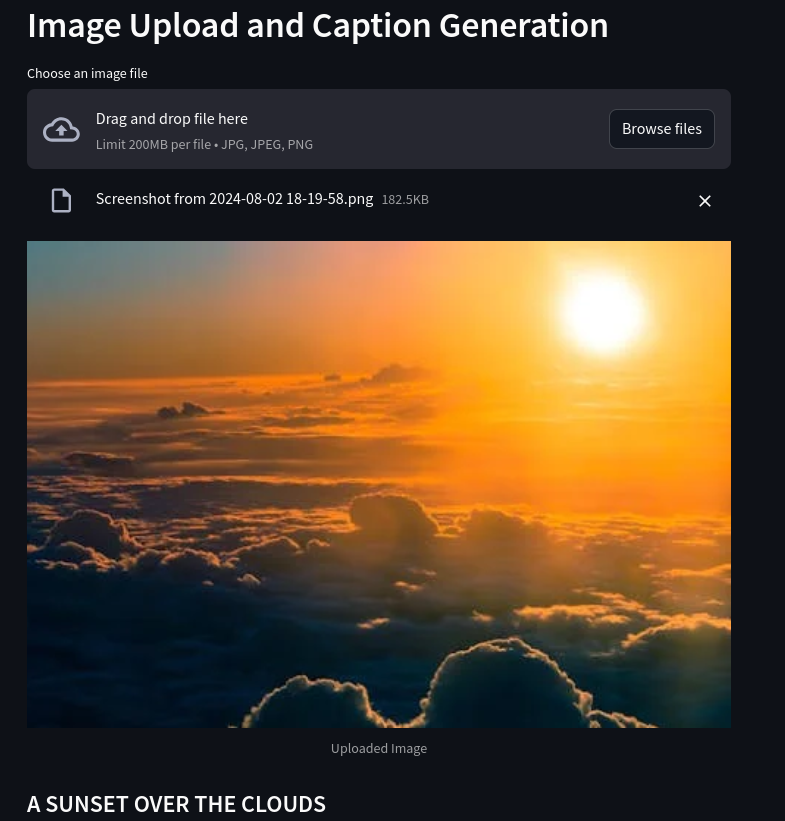 Image Upload and Caption Generation
Choose an image file
Drag and drop file here
Limit 200MB per file • JPG, JPEG, PNG
Browse files
Screenshot from 2024-08-02 18-19-58.png 182.5KB
Uploaded Image
A SUNSET OVER THE CLOUDS